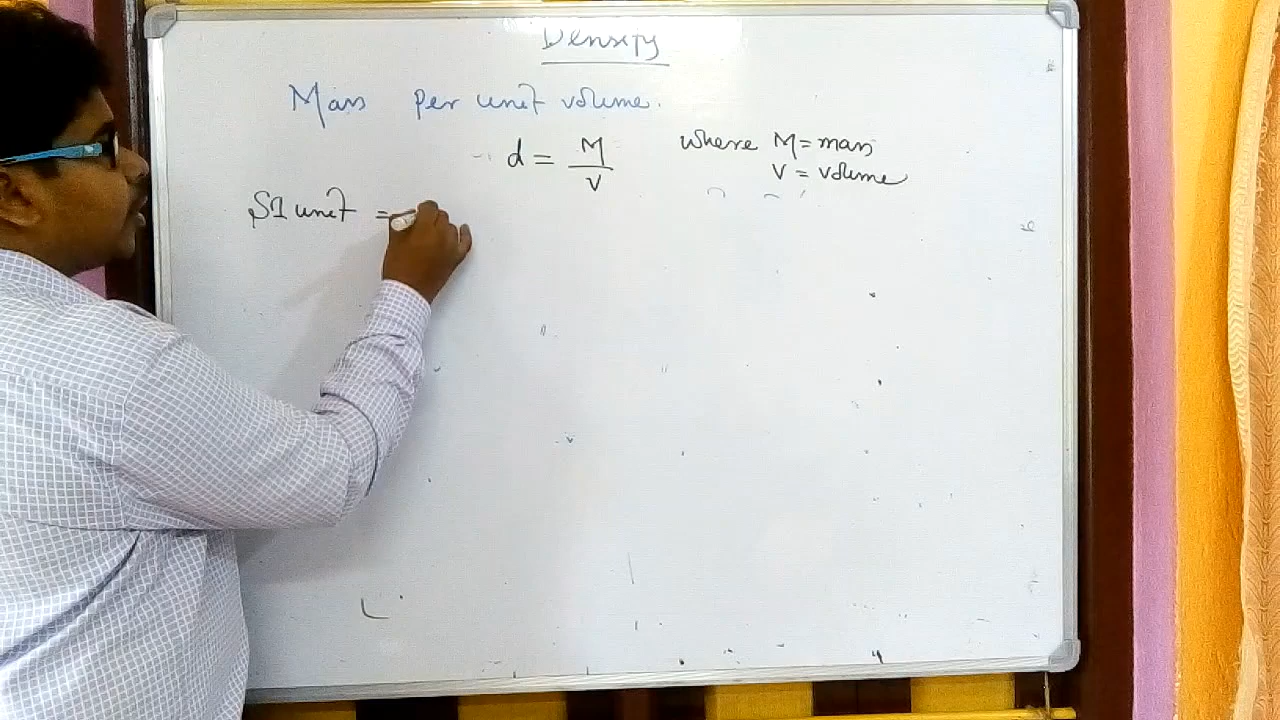 Density
Mass per unit volume.
d = M/V where M = mass
V = volume
SI unit =